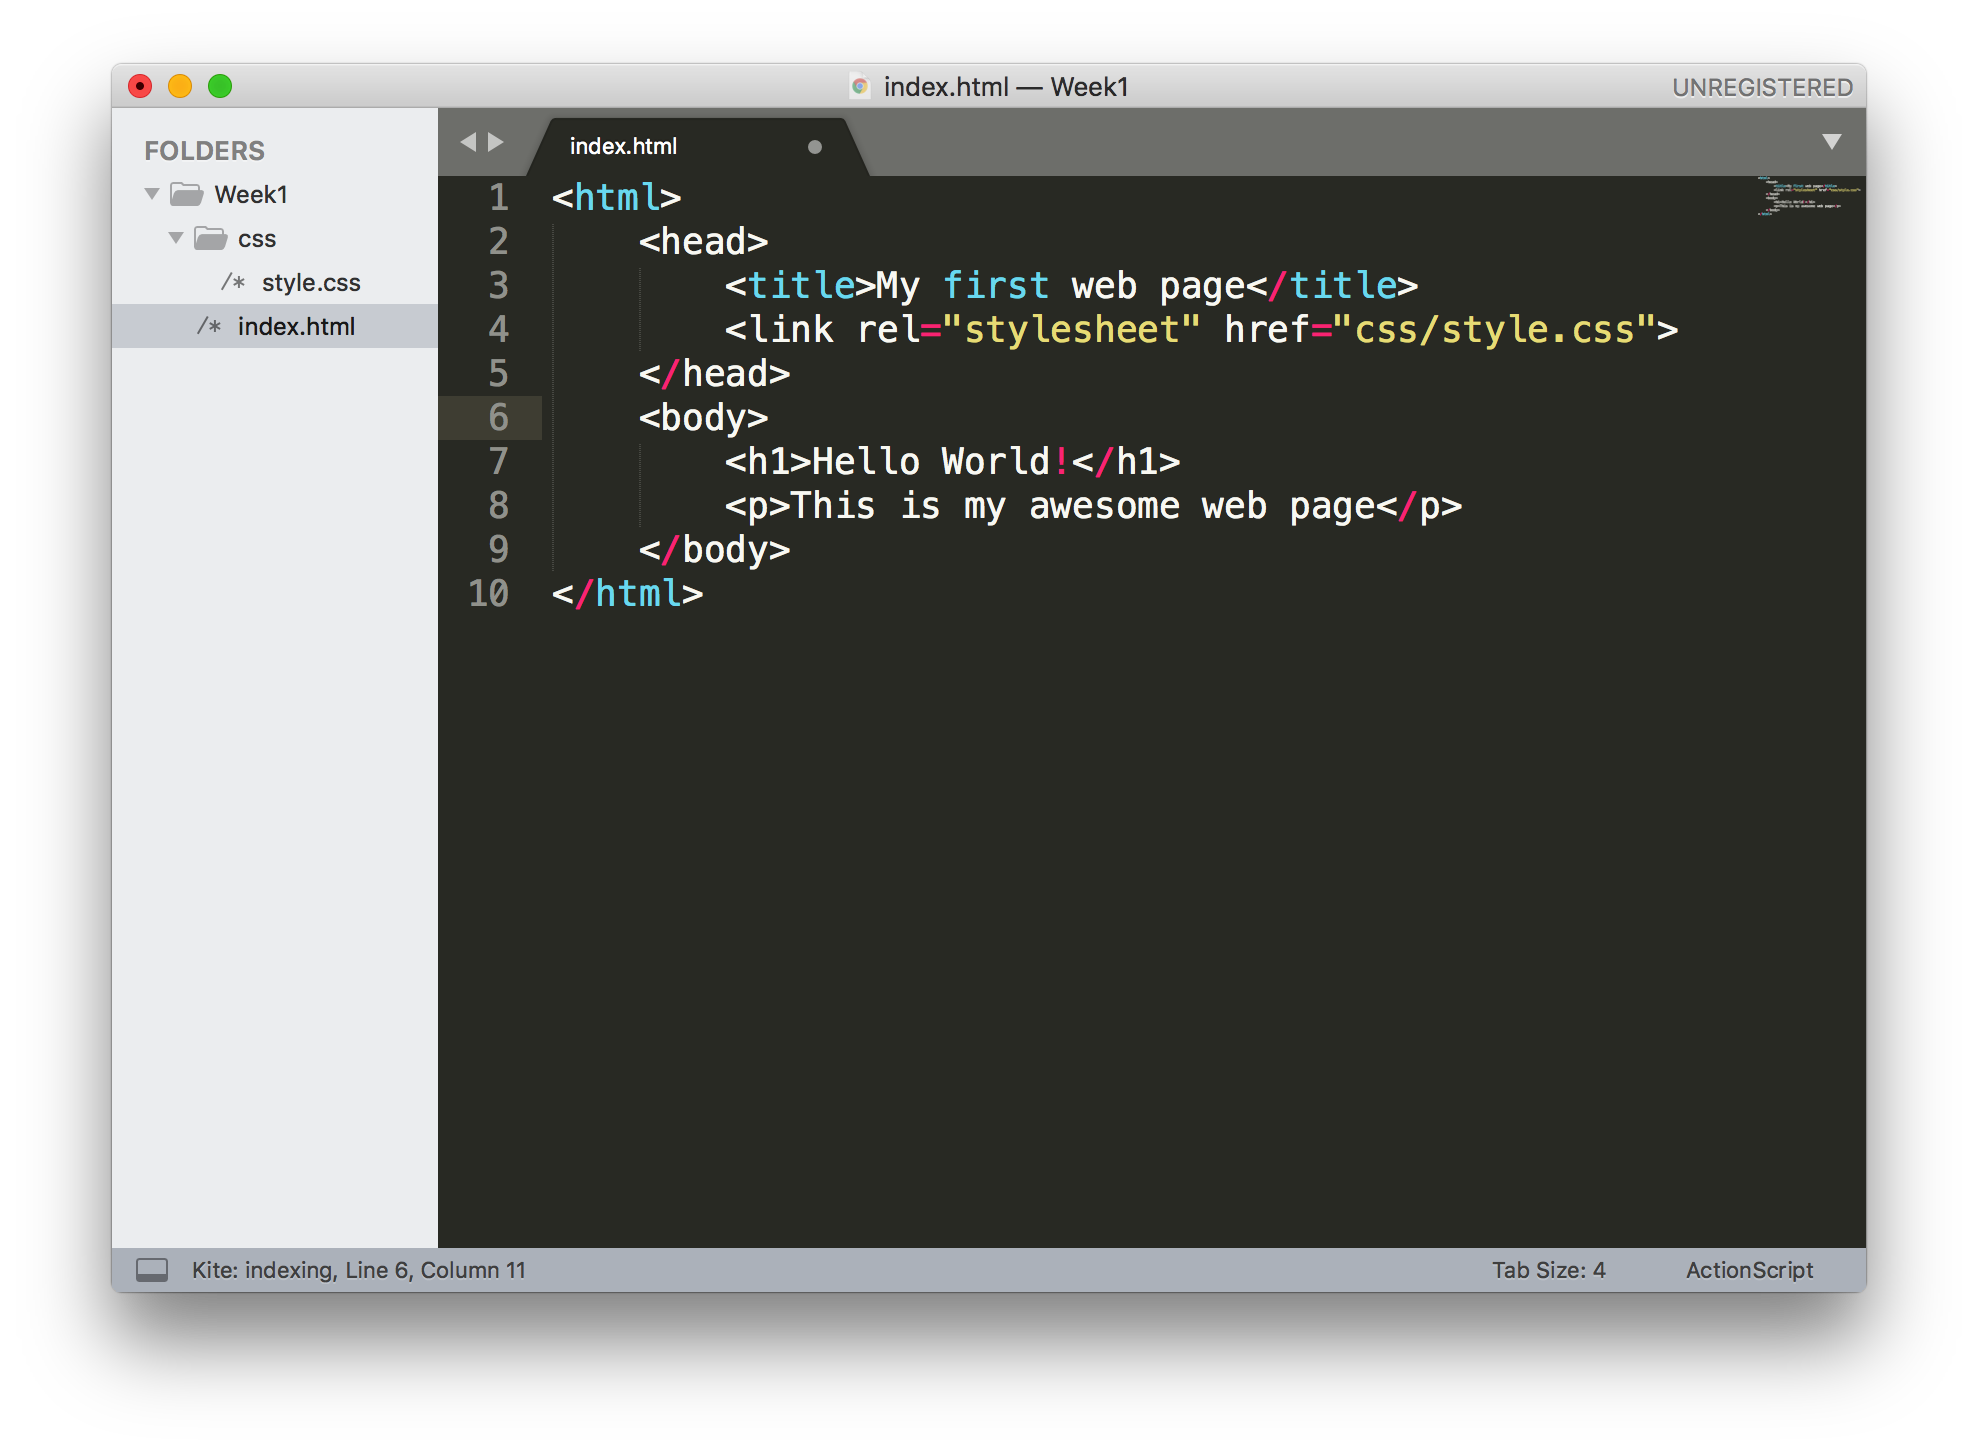 index.html — Week1
UNREGISTERED
FOLDERS
Week1
css
/* style.css
/* index.html
index.html
1 <html>
2     <head>
3         <title>My first web page</title>
4         <link rel="stylesheet" href="css/style.css">
5     </head>
6     <body>
7         <h1>Hello World!</h1>
8         <p>This is my awesome web page</p>
9     </body>
10 </html>
Kite: indexing, Line 6, Column 11
Tab Size: 4
ActionScript